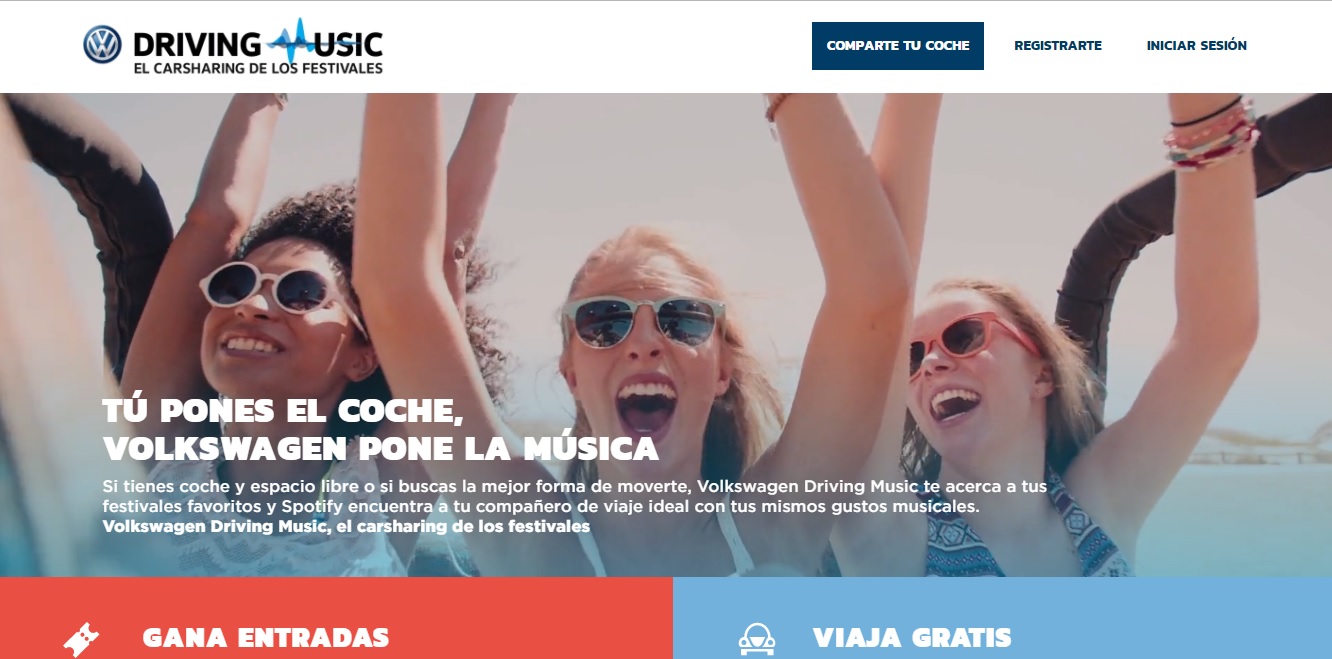 DRIVING MUSIC
EL CARSHARING DE LOS FESTIVALES
COMPARTE TU COCHE
REGISTRARTE
INICIAR SESIÓN
TÚ PONES EL COCHE,
VOLKSWAGEN PONE LA MÚSICA
Si tienes coche y espacio libre o si buscas la mejor forma de moverte, Volkswagen Driving Music te acerca a tus
festivales favoritos y Spotify encuentra a tu compañero de viaje ideal con tus mismos gustos musicales.
Volkswagen Driving Music, el carsharing de los festivales
GANA ENTRADAS
VIAJA GRATIS